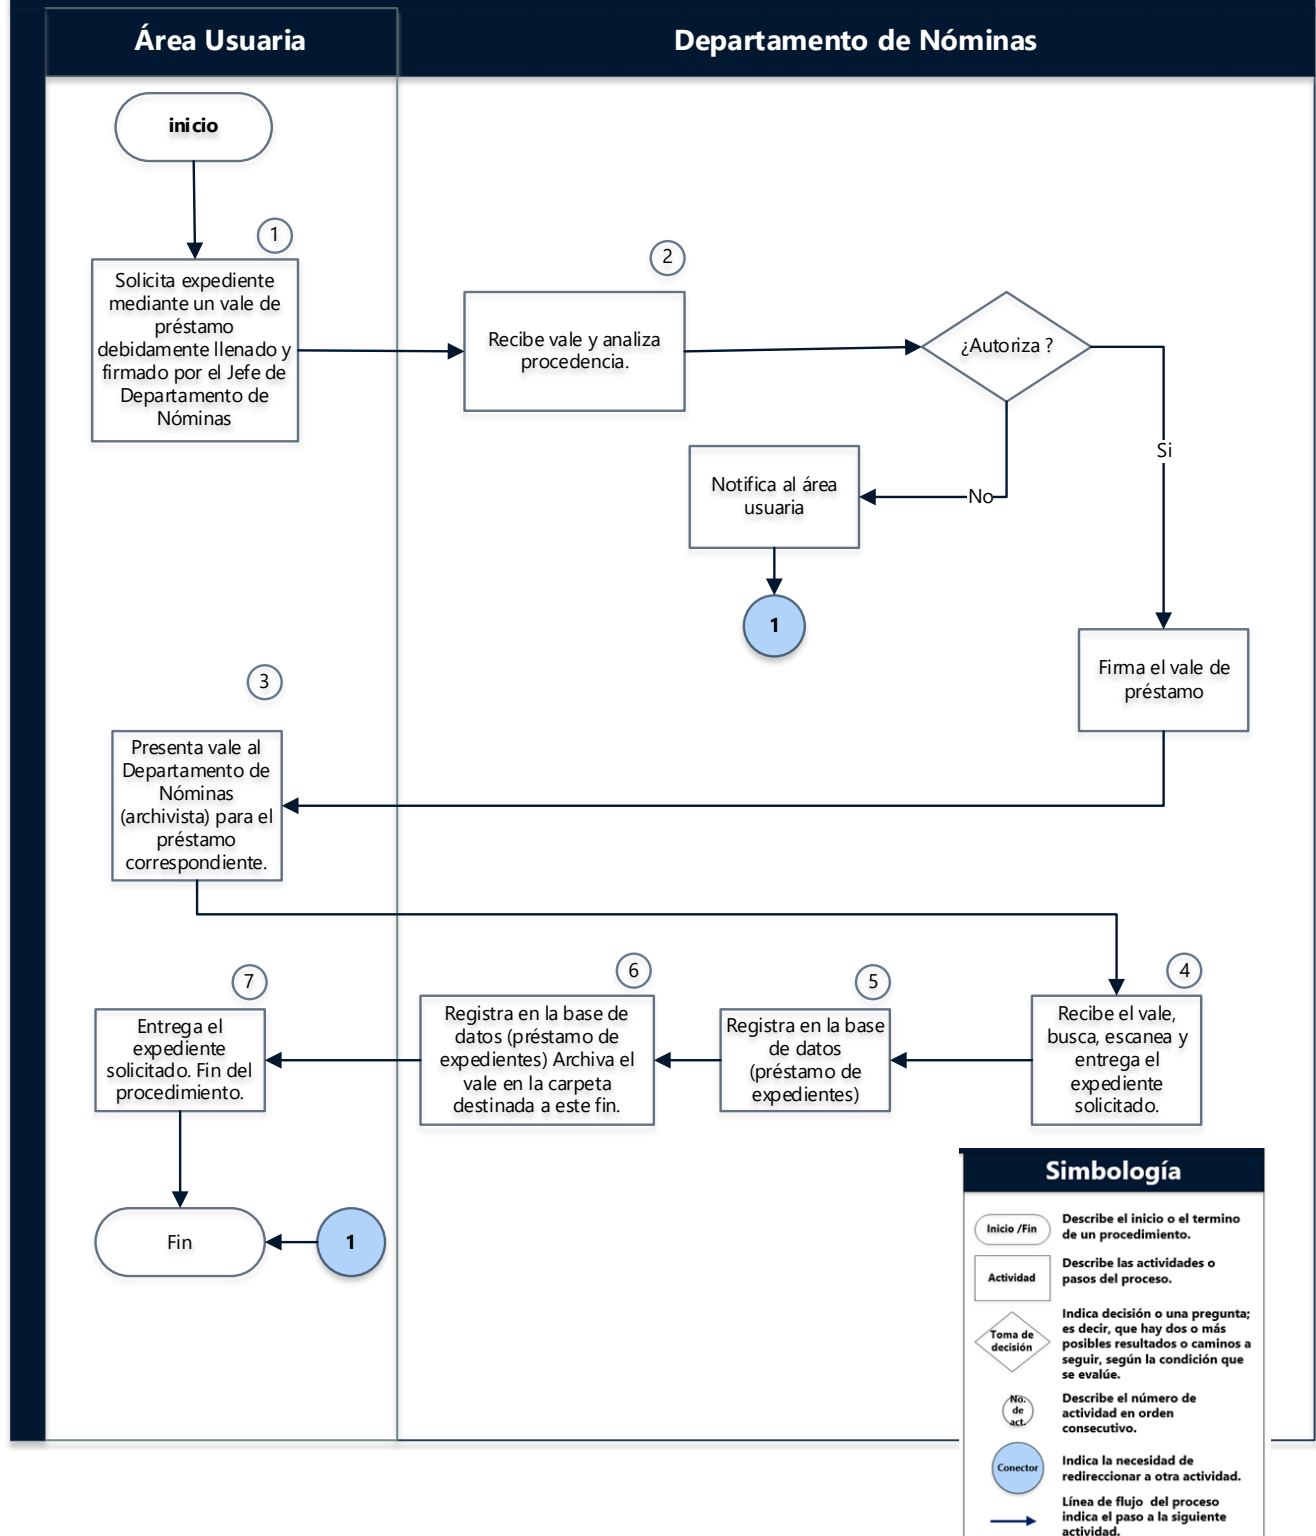 Área Usuaria
Departamento de Nóminas
inicio
1
Solicita expediente
mediante un vale de
préstamo
debidamente llenado y
firmado por el Jefe de
Departamento de
Nóminas
2
Recibe vale y analiza
procedencia.
¿Autoriza ?
Si
No
Notifica al área
usuaria
1
Firma el vale de
préstamo
3
Presenta vale al
Departamento de
Nóminas
(archivista) para el
préstamo
correspondiente.
4
Recibe el vale,
busca, escanea y
entrega el
expediente
solicitado.
5
Registra en la base
de datos
(préstamo de
expedientes)
6
Registra en la base de
datos (préstamo de
expedientes) Archiva el
vale en la carpeta
destinada a este fin.
7
Entrega el
expediente
solicitado. Fin del
procedimiento.
Fin
1
Simbología
Inicio /Fin
Describe el inicio o el termino
de un procedimiento.
Actividad
Describe las actividades o
pasos del proceso.
Toma de
decisión
Indica decisión o una pregunta;
es decir, que hay dos o más
posibles resultados o caminos a
seguir, según la condición que
se evalúe.
No.
de
act.
Describe el número de
actividad en orden
consecutivo.
Conector
Indica la necesidad de
redireccionar a otra actividad.
Línea de flujo del proceso
indica el paso a la siguiente
actividad.